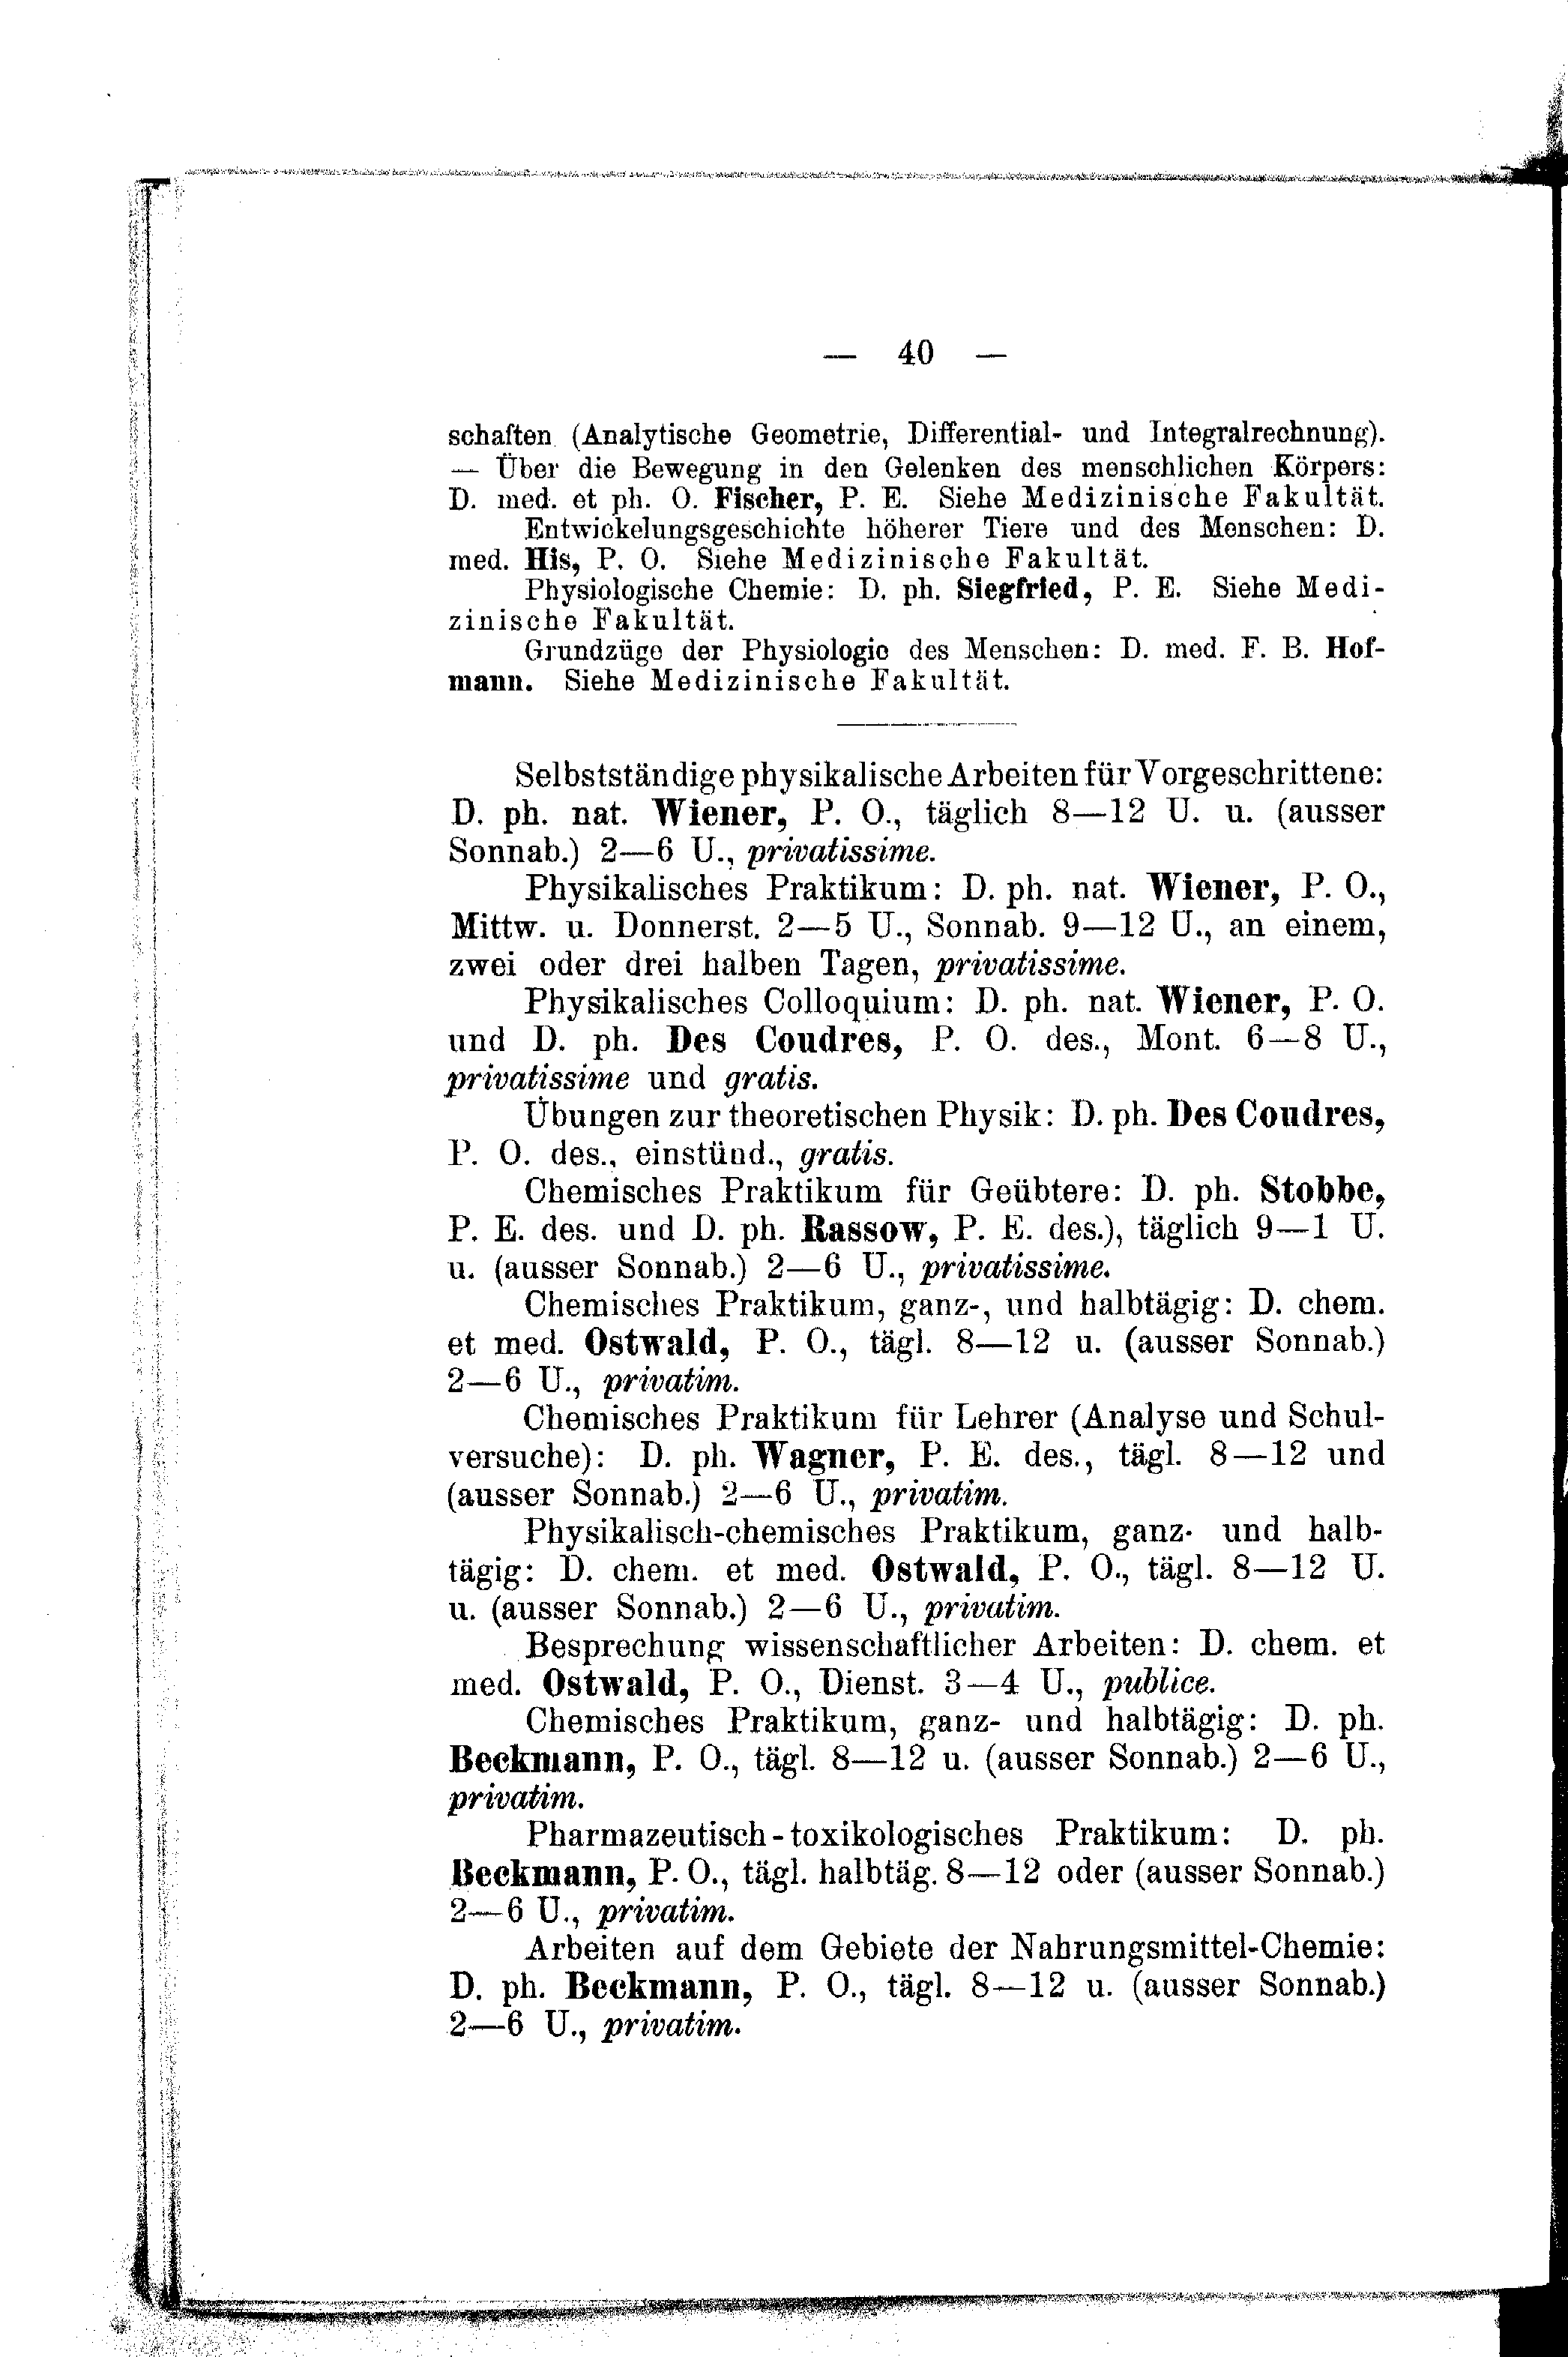 — 40 —
schaften (Analytische Geometrie, Differential- und Integralrechnung).
— Über die Bewegung in den Gelenken des menschlichen Körpers:
D. med. et ph. O. Fischer, P. E. Siehe Medizinische Fakultät.
Entwickelungsgeschichte höherer Tiere und des Menschen: D.
med. His, P. O. Siehe Medizinische Fakultät.
Physiologische Chemie: D. ph. Siegfried, P. E. Siehe Medi-
zinische Fakultät.
Grundzüge der Physiologie des Menschen: D. med. F. B. Hof-
mann. Siehe Medizinische Fakultät.
Selbstständige physikalische Arbeiten für Vorgeschrittene:
D. ph. nat. Wiener, P. O., täglich 8—12 U. u. (ausser
Sonnab.) 2—6 U., privatissime.
Physikalisches Praktikum: D. ph. nat. Wiener, P. O.,
Mittw. u. Donnerst. 2—5 U., Sonnab. 9—12 U., an einem,
zwei oder drei halben Tagen, privatissime.
Physikalisches Colloquium: D. ph. nat. Wiener, P. O.
und D. ph. Des Coudres, P. O. des., Mont. 6—8 U.,
privatissime und gratis.
Übungen zur theoretischen Physik: D. ph. Des Coudres,
P. O. des., einstünd., gratis.
Chemisches Praktikum für Geübtere: D. ph. Stobbe,
P. E. des. und D. ph. Rassow, P. E. des.), täglich 9—1 U.
u. (ausser Sonnab.) 2—6 U., privatissime.
Chemisches Praktikum, ganz-, und halbtägig: D. chem.
et med. Ostwald, P. O., tägl. 8—12 u. (ausser Sonnab.)
2—6 U., privatim.
Chemisches Praktikum für Lehrer (Analyse und Schul-
versuche): D. ph. Wagner, P. E. des., tägl. 8—12 und
(ausser Sonnab.) 2—6 U., privatim.
Physikalisch-chemisches Praktikum, ganz- und halb-
tägig: D. chem. et med. Ostwald, P. O., tägl. 8—12 U.
u. (ausser Sonnab.) 2—6 U., privatim.
Besprechung wissenschaftlicher Arbeiten: D. chem. et
med. Ostwald, P. O., Dienst. 3—4 U., publice.
Chemisches Praktikum, ganz- und halbtägig: D. ph.
Beckmann, P. O., tägl. 8—12 u. (ausser Sonnab.) 2—6 U.,
privatim.
Pharmazeutisch-toxikologisches Praktikum: D. ph.
Beckmann, P. O., tägl. halbtäg. 8—12 oder (ausser Sonnab.)
2—6 U., privatim.
Arbeiten auf dem Gebiete der Nahrungsmittel-Chemie:
D. ph. Beckmann, P. O., tägl. 8—12 u. (ausser Sonnab.)
2—6 U., privatim.